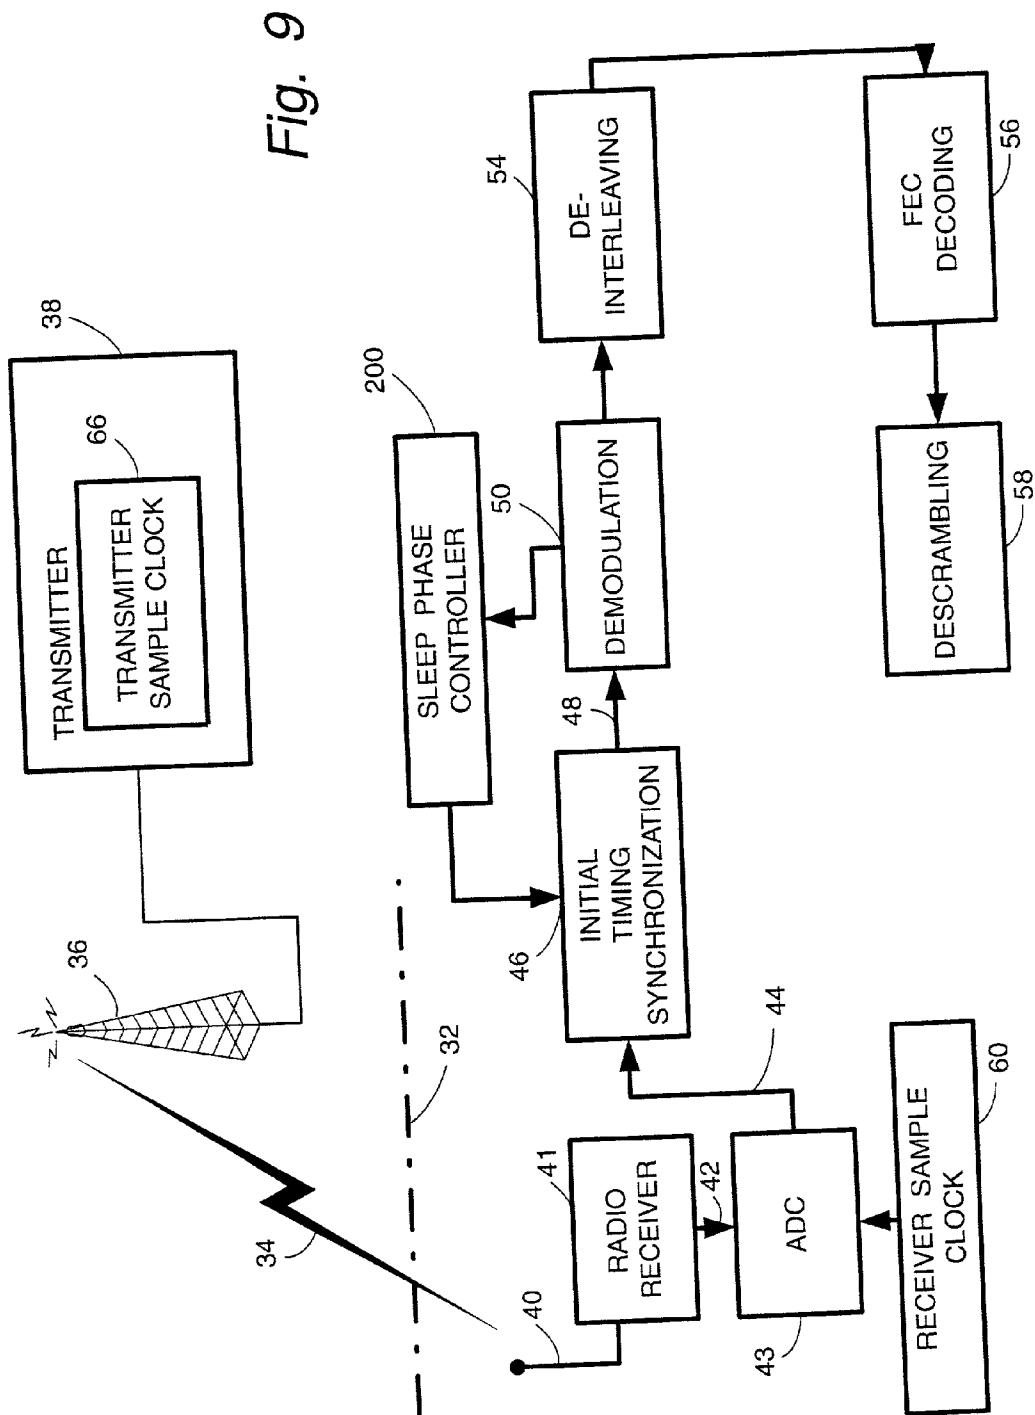 Fig. 9
38
TRANSMITTER
66
TRANSMITTER
SAMPLE CLOCK
36
34
32
200
SLEEP PHASE
CONTROLLER
40
41
RADIO
RECEIVER
42
ADC
43
44
RECEIVER SAMPLE
CLOCK
60
46
INITIAL
TIMING
SYNCHRONIZATION
48
50
DEMODULATION
54
DE-
INTERLEAVING
FEC
DECODING
56
DESCRAMBLING
58